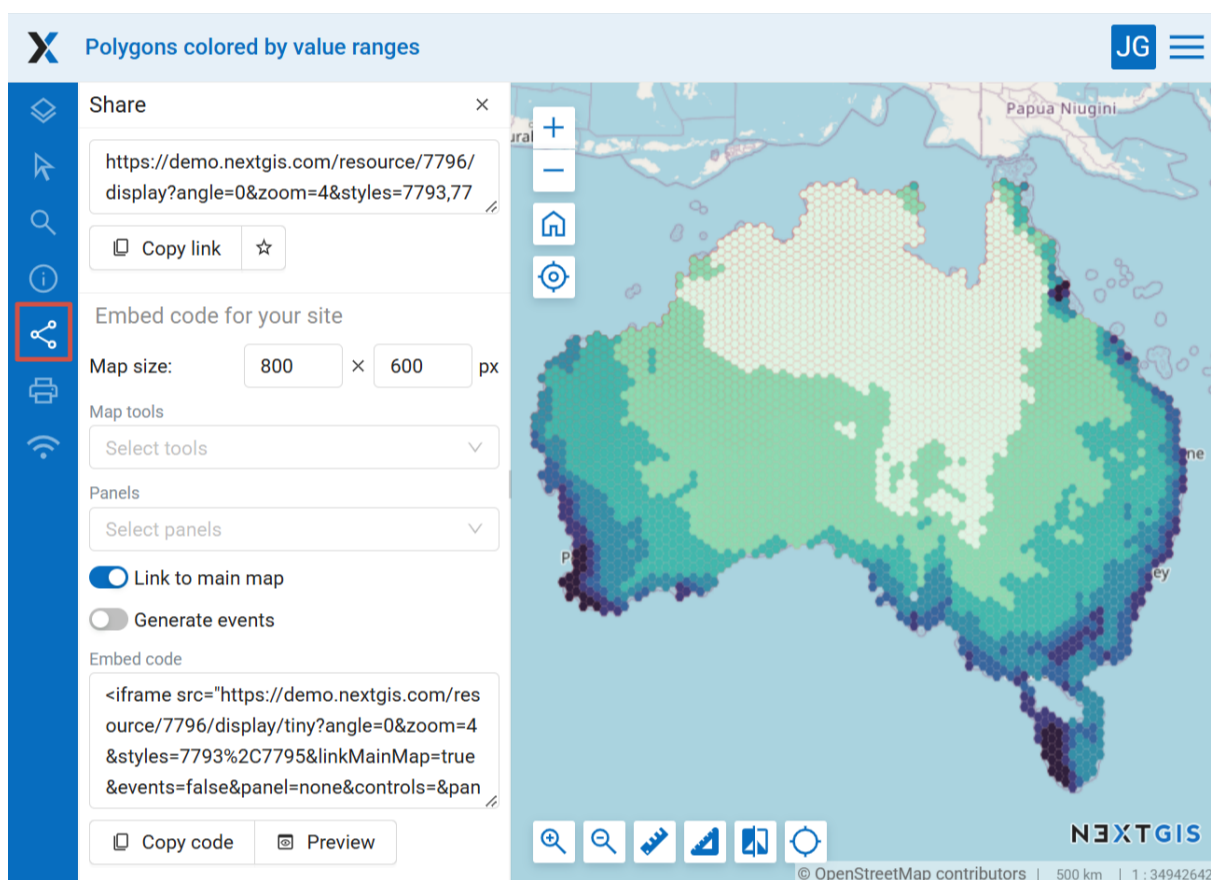 Polygons colored by value ranges
JG
Share
https://demo.nextgis.com/resource/7796/
display?angle=0&zoom=4&styles=7793,77
Copy link
Embed code for your site
Map size:
800
×
600
px
Map tools
Select tools
Panels
Select panels
Link to main map
Generate events
Embed code
<iframe src="https://demo.nextgis.com/res
ource/7796/display/tiny?angle=0&zoom=4
&styles=7793%2C7795&linkMainMap=true
&events=false&panel=none&controls=&pan
Copy code
Preview
Papua Niugini
ural
ne
P
ey
NEXTGIS
© OpenStreetMap contributors | 500 km | 1 : 34942642